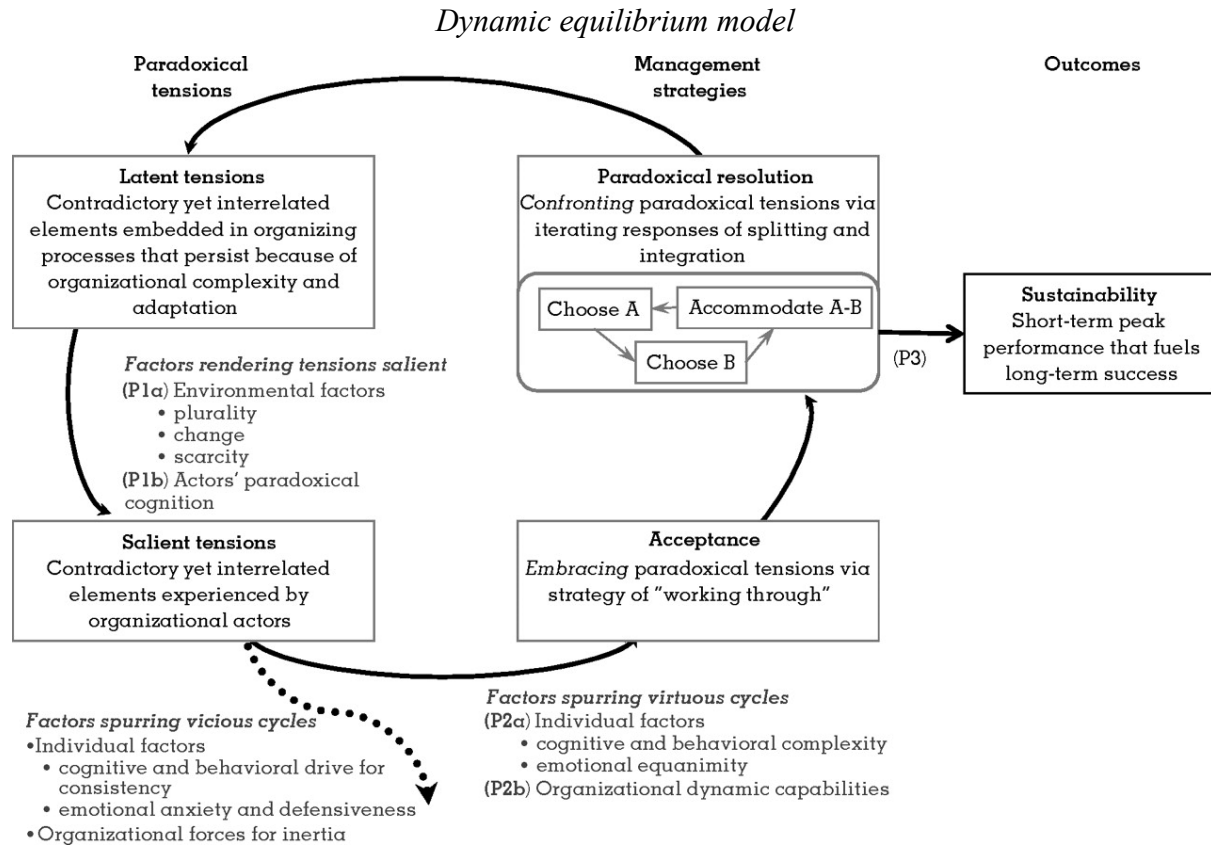 Dynamic equilibrium model
Paradoxical
tensions
Management
strategies
Outcomes
Latent tensions
Contradictory yet interrelated
elements embedded in organizing
processes that persist because of
organizational complexity and
adaptation
Paradoxical resolution
Confronting paradoxical tensions via
iterating responses of splitting and
integration
Choose A
Accommodate A-B
Choose B
(P3)
Sustainability
Short-term peak
performance that fuels
long-term success
Factors rendering tensions salient
(P1a) Environmental factors
• plurality
• change
• scarcity
(P1b) Actors’ paradoxical
cognition
Salient tensions
Contradictory yet interrelated
elements experienced by
organizational actors
Acceptance
Embracing paradoxical tensions via
strategy of “working through”
Factors spurring vicious cycles
•Individual factors
• cognitive and behavioral drive for
consistency
• emotional anxiety and defensiveness
•Organizational forces for inertia
Factors spurring virtuous cycles
(P2a) Individual factors
• cognitive and behavioral complexity
• emotional equanimity
(P2b) Organizational dynamic capabilities